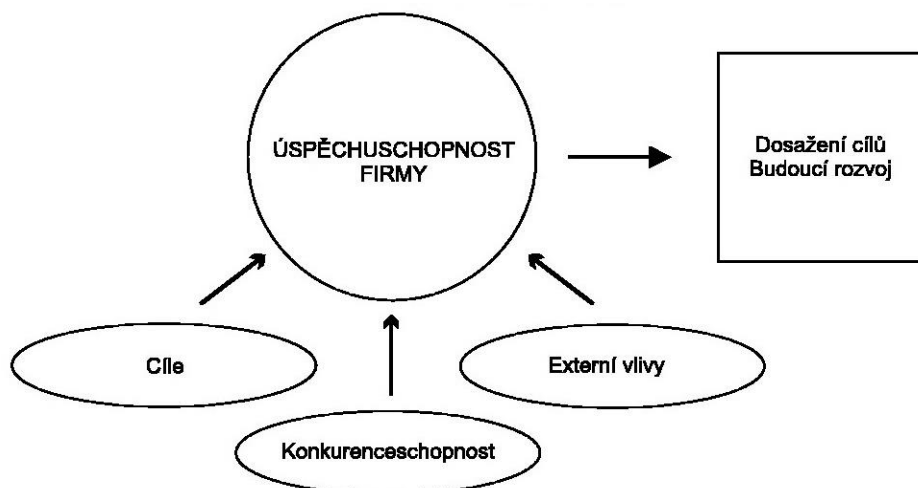 ÚSPĚCHUSCHOPNOST
FIRMY
Dosažení cílů
Budoucí rozvoj
Cíle
Externí vlivy
Konkurenceschopnost